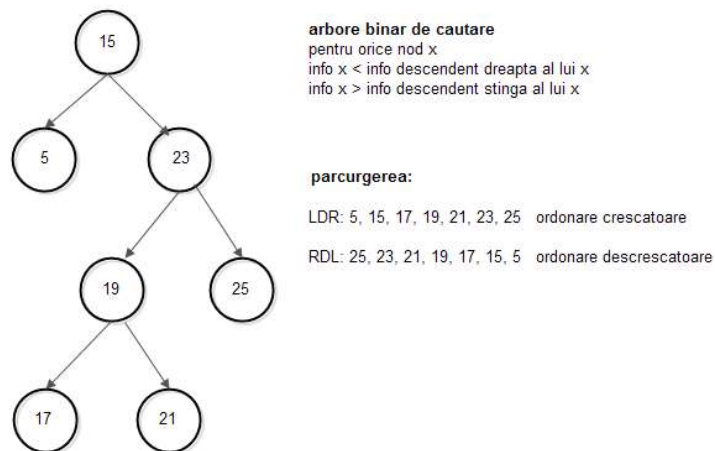 15
5
23
19
25
17
21
arbore binar de cautare
pentru orice nod x
info x < info descendent dreapta al lui x
info x > info descendent stinga al lui x
parcurgerea:
LDR: 5, 15, 17, 19, 21, 23, 25 ordonare crescatoare
RDL: 25, 23, 21, 19, 17, 15, 5 ordonare descrescatoare